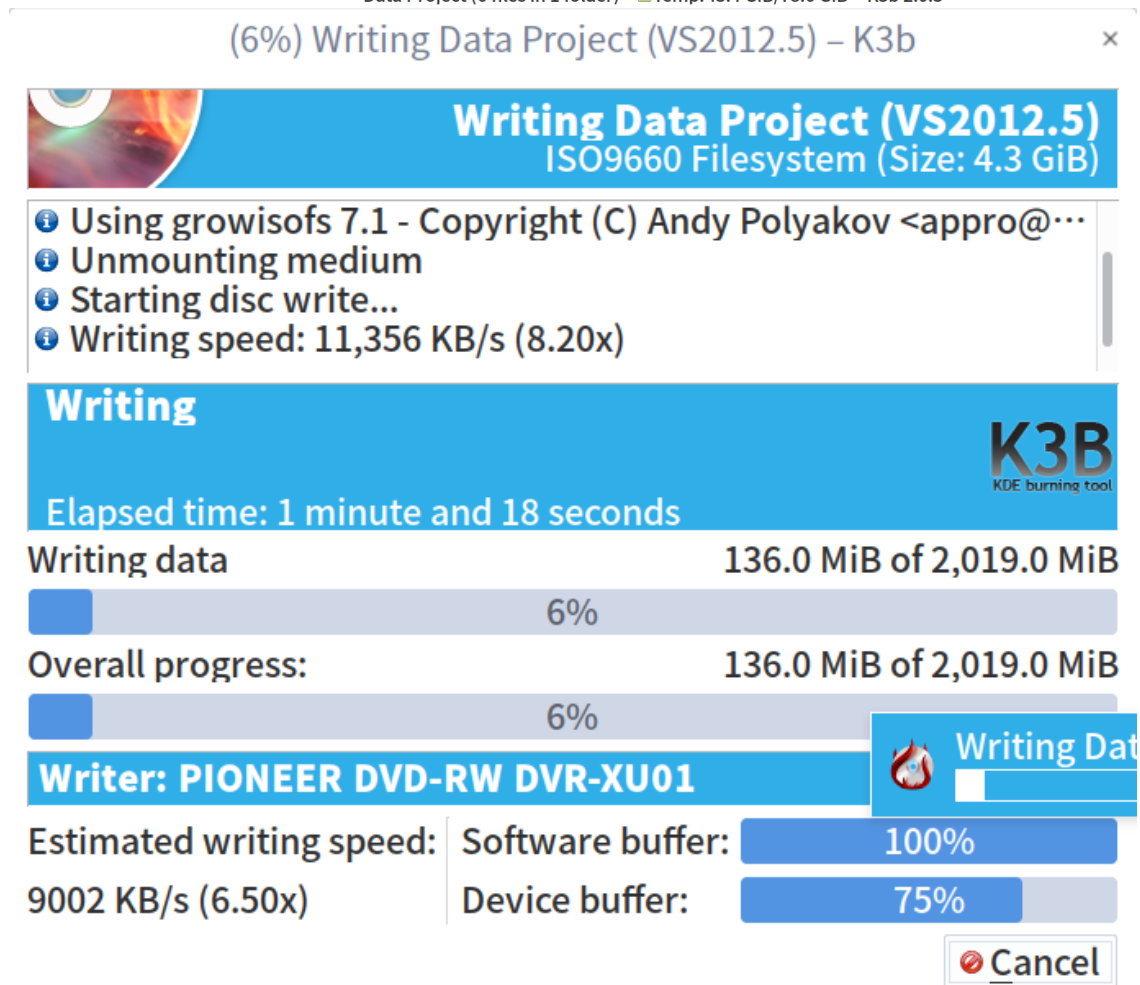 (6%) Writing Data Project (VS2012.5) – K3b
Writing Data Project (VS2012.5)
ISO9660 Filesystem (Size: 4.3 GiB)
Using growisofs 7.1 - Copyright (C) Andy Polyakov <appro@⋯
Unmounting medium
Starting disc write...
Writing speed: 11,356 KB/s (8.20x)
Writing
K3B
KDE burning tool
Elapsed time: 1 minute and 18 seconds
Writing data 136.0 MiB of 2,019.0 MiB
6%
Overall progress: 136.0 MiB of 2,019.0 MiB
6%
Writing Dat
Writer: PIONEER DVD-RW DVR-XU01
Estimated writing speed: Software buffer: 100%
9002 KB/s (6.50x) Device buffer: 75%
Cancel